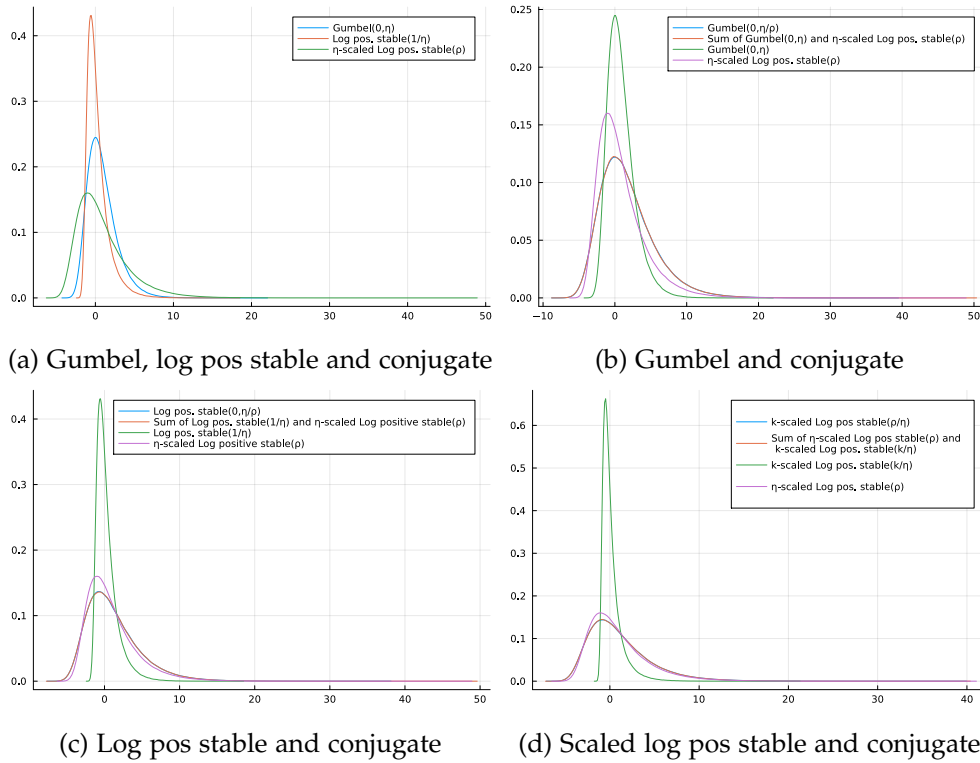 0.4
0.3
0.2
0.1
0.0
0
10
20
30
40
50
Gumbel(0,η)
Log pos. stable(1/η)
η-scaled Log pos. stable(ρ)
(a) Gumbel, log pos stable and conjugate
0.25
0.20
0.15
0.10
0.05
0.00
−10
0
10
20
30
40
50
Gumbel(0,η/ρ)
Sum of Gumbel(0,η) and η-scaled Log pos. stable(ρ)
Gumbel(0,η)
η-scaled Log pos. stable(ρ)
(b) Gumbel and conjugate
0.4
0.3
0.2
0.1
0.0
0
10
20
30
40
50
Log pos. stable(0,η/ρ)
Sum of Log pos. stable(1/η) and η-scaled Log positive stable(ρ)
Log pos. stable(1/η)
η-scaled Log positive stable(ρ)
(c) Log pos stable and conjugate
0.6
0.5
0.4
0.3
0.2
0.1
0.0
0
10
20
30
40
k-scaled Log pos stable(ρ/η)
Sum of η-scaled Log pos stable(ρ) and
k-scaled Log pos. stable(k/η)
k-scaled Log pos stable(k/η)
η-scaled Log pos. stable(ρ)
(d) Scaled log pos stable and conjugate